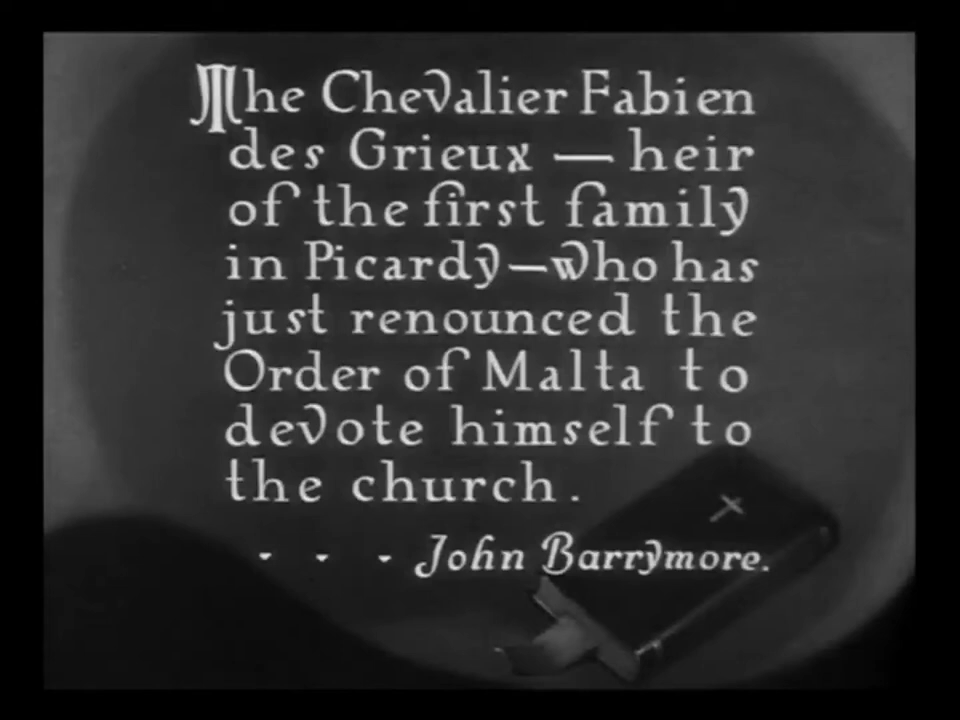 The Chevalier Fabien
des Grieux — heir
of the first family
in Picardy — who has
just renounced the
Order of Malta to
devote himself to
the church.
- - - John Barrymore.